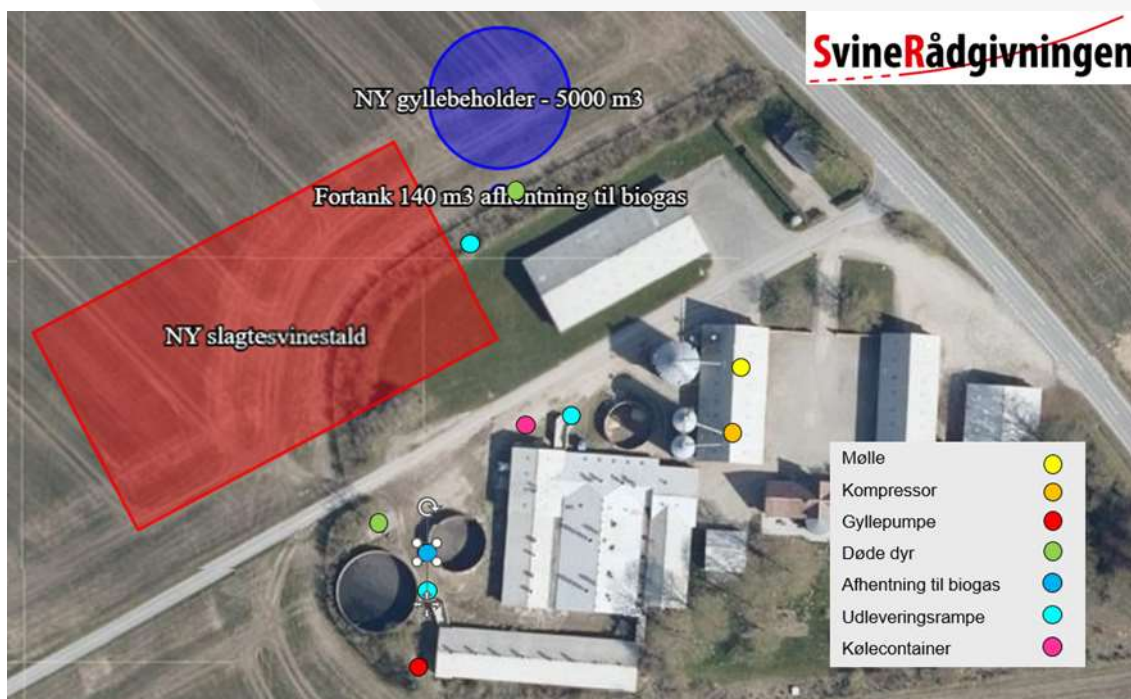 SvineRådgivningen
NY gyllebeholder - 5000 m3
Fortank 140 m3 afhentning til biogas
NY slagtesvinestald
Mølle
Kompressor
Gyllepumpe
Døde dyr
Afhentning til biogas
Udleveringsrampe
Kølecontainer